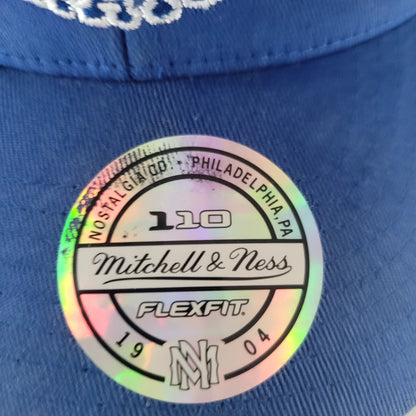 NOSTALGIA CO. • PHILADELPHIA, PA
110
Mitchell & Ness
FLEXFIT®
19 04
MN